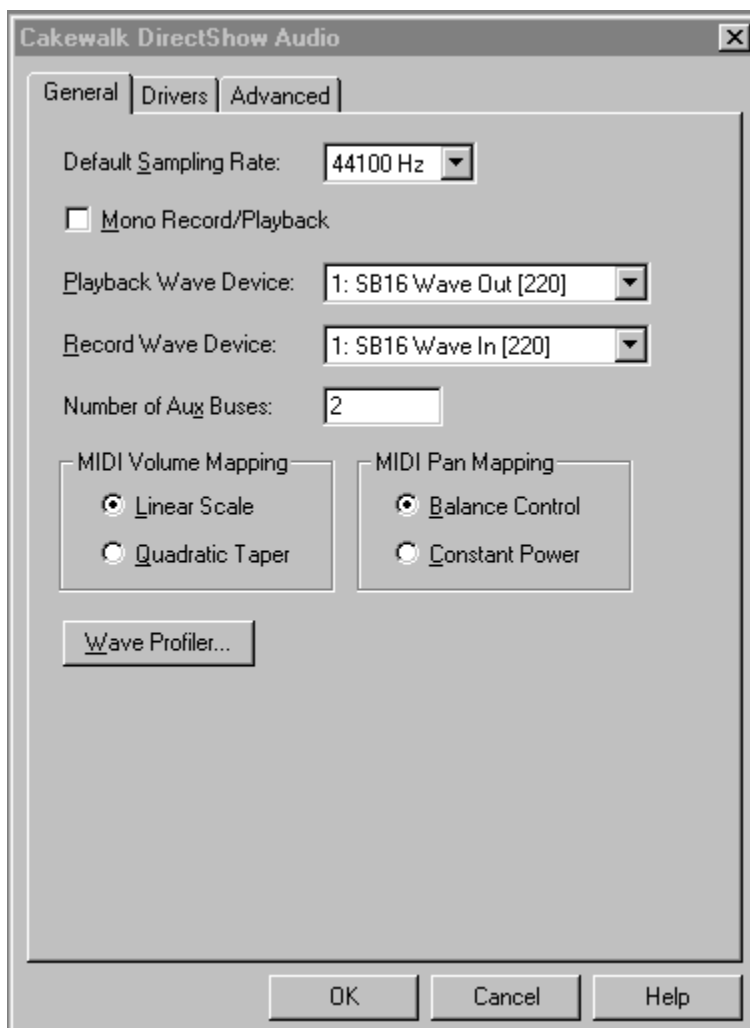 Cakewalk DirectShow Audio
General Drivers Advanced
Default Sampling Rate: 44100 Hz
Mono Record/Playback
Playback Wave Device: 1: SB16 Wave Out [220]
Record Wave Device: 1: SB16 Wave In [220]
Number of Aux Buses: 2
MIDI Volume Mapping MIDI Pan Mapping
Linear Scale Balance Control
Quadratic Taper Constant Power
Wave Profiler...
OK Cancel Help